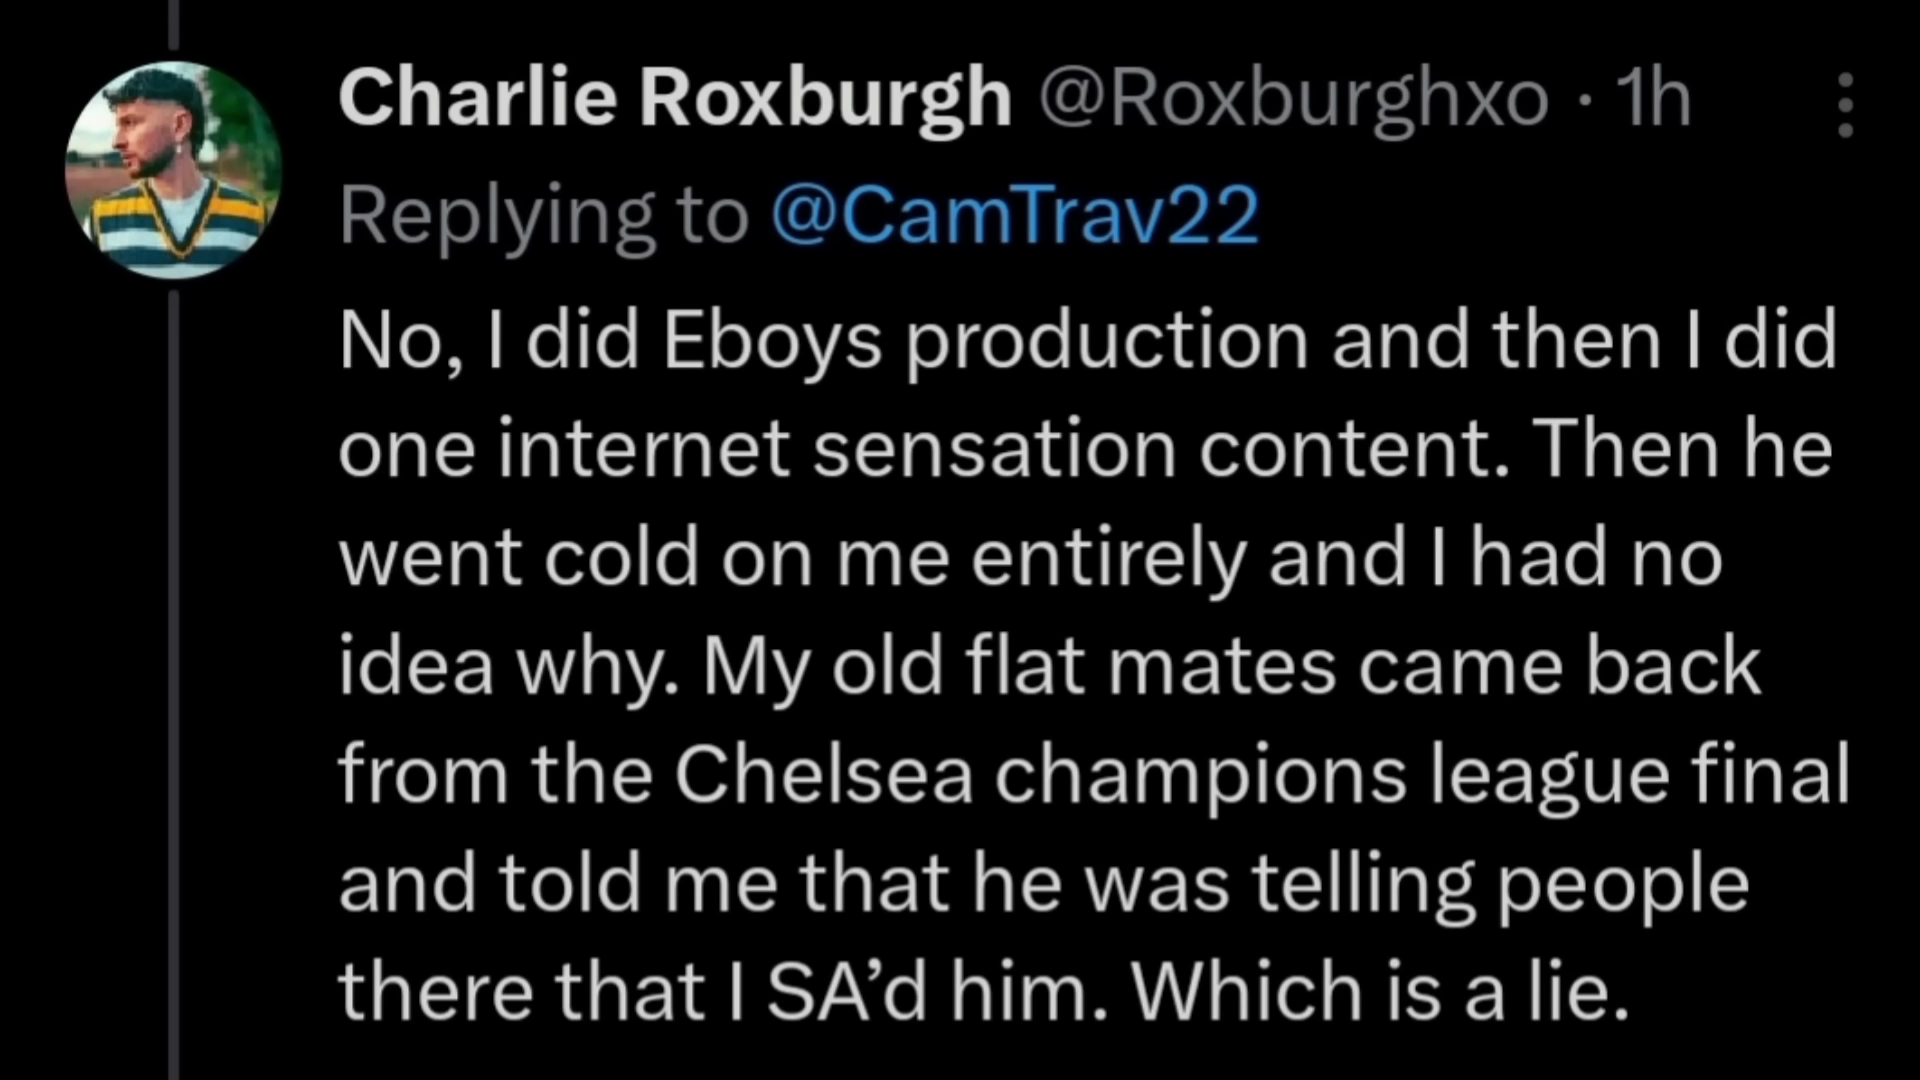 Charlie Roxburgh @Roxburghxo · 1h
Replying to @CamTrav22
No, I did Eboys production and then I did
one internet sensation content. Then he
went cold on me entirely and I had no
idea why. My old flat mates came back
from the Chelsea champions league final
and told me that he was telling people
there that I SA’d him. Which is a lie.